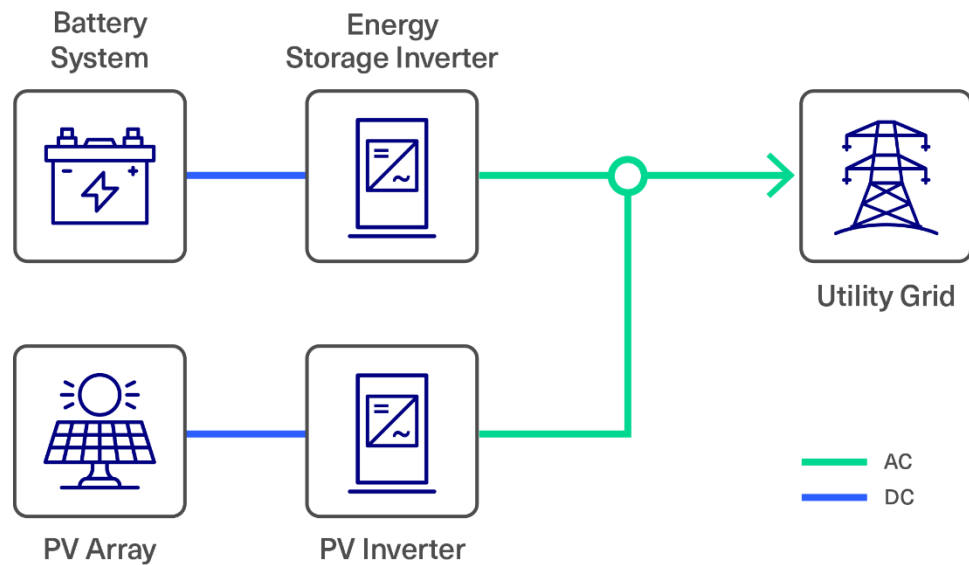 Battery
System
Energy
Storage Inverter
Utility Grid
PV Array
PV Inverter
AC
DC